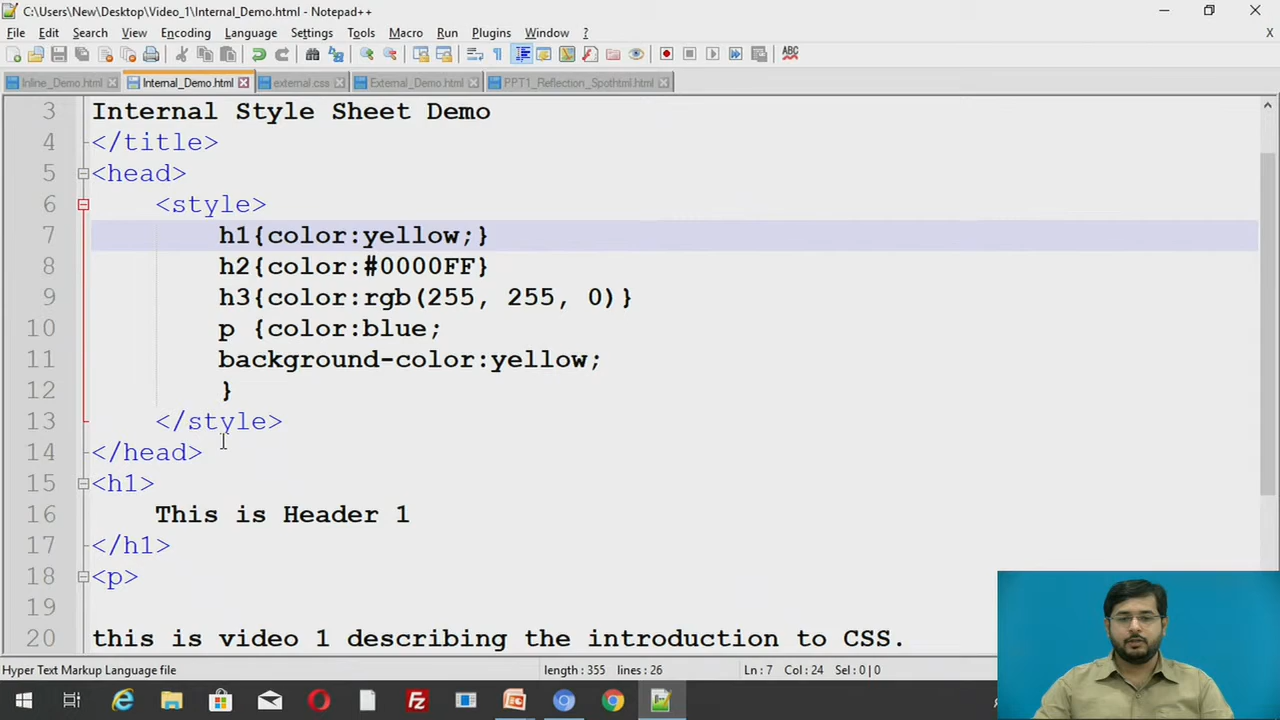 C:\Users\New\Desktop\Video_1\Internal_Demo.html - Notepad++
File Edit Search View Encoding Language Settings Tools Macro Run Plugins Window ? X
Inline_Demo.html Internal_Demo.html external.css External_Demo.html PPT1_Reflection_Spothtml.html
3 Internal Style Sheet Demo
4 </title>
5 <head>
6 <style>
7 h1{color:yellow;}
8 h2{color:#0000FF}
9 h3{color:rgb(255, 255, 0)}
10 p {color:blue;
11 background-color:yellow;
12 }
13 </style>
14 </head>
15 <h1>
16 This is Header 1
17 </h1>
18 <p>
19
20 this is video 1 describing the introduction to CSS.
Hyper Text Markup Language file length : 355 lines : 26 Ln : 7 Col : 24 Sel : 0 | 0